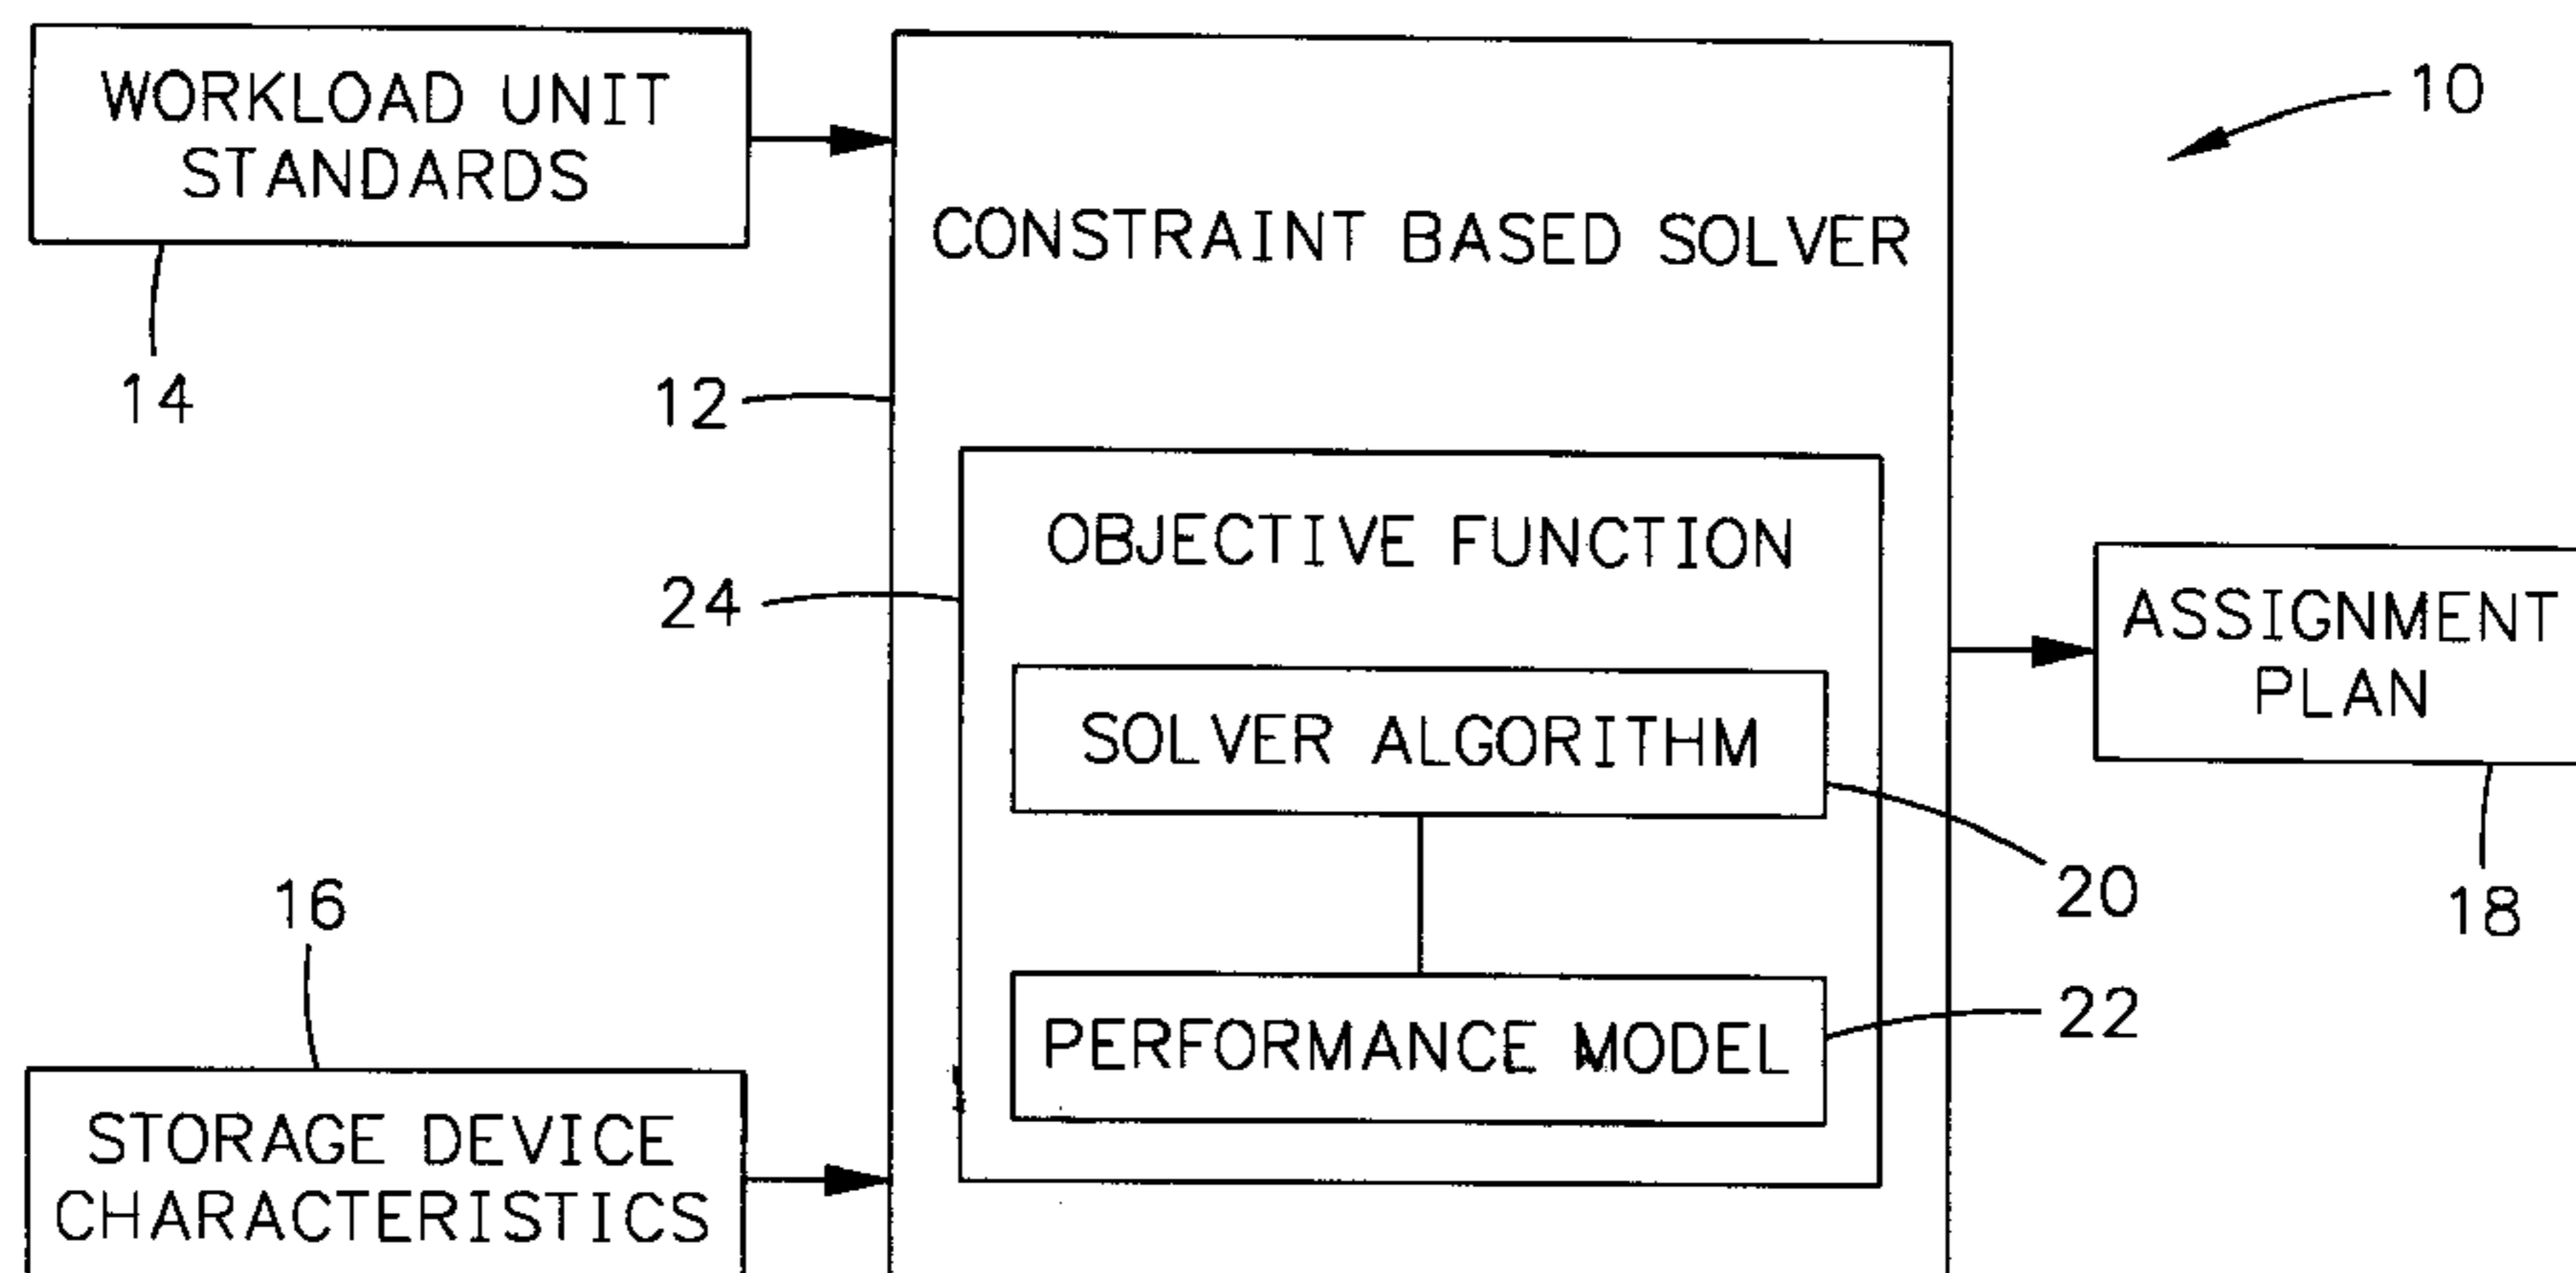 WORKLOAD UNIT
STANDARDS
14
CONSTRAINT BASED SOLVER
10
12
OBJECTIVE FUNCTION
24
SOLVER ALGORITHM
20
PERFORMANCE MODEL
22
ASSIGNMENT
PLAN
18
16
STORAGE DEVICE
CHARACTERISTICS